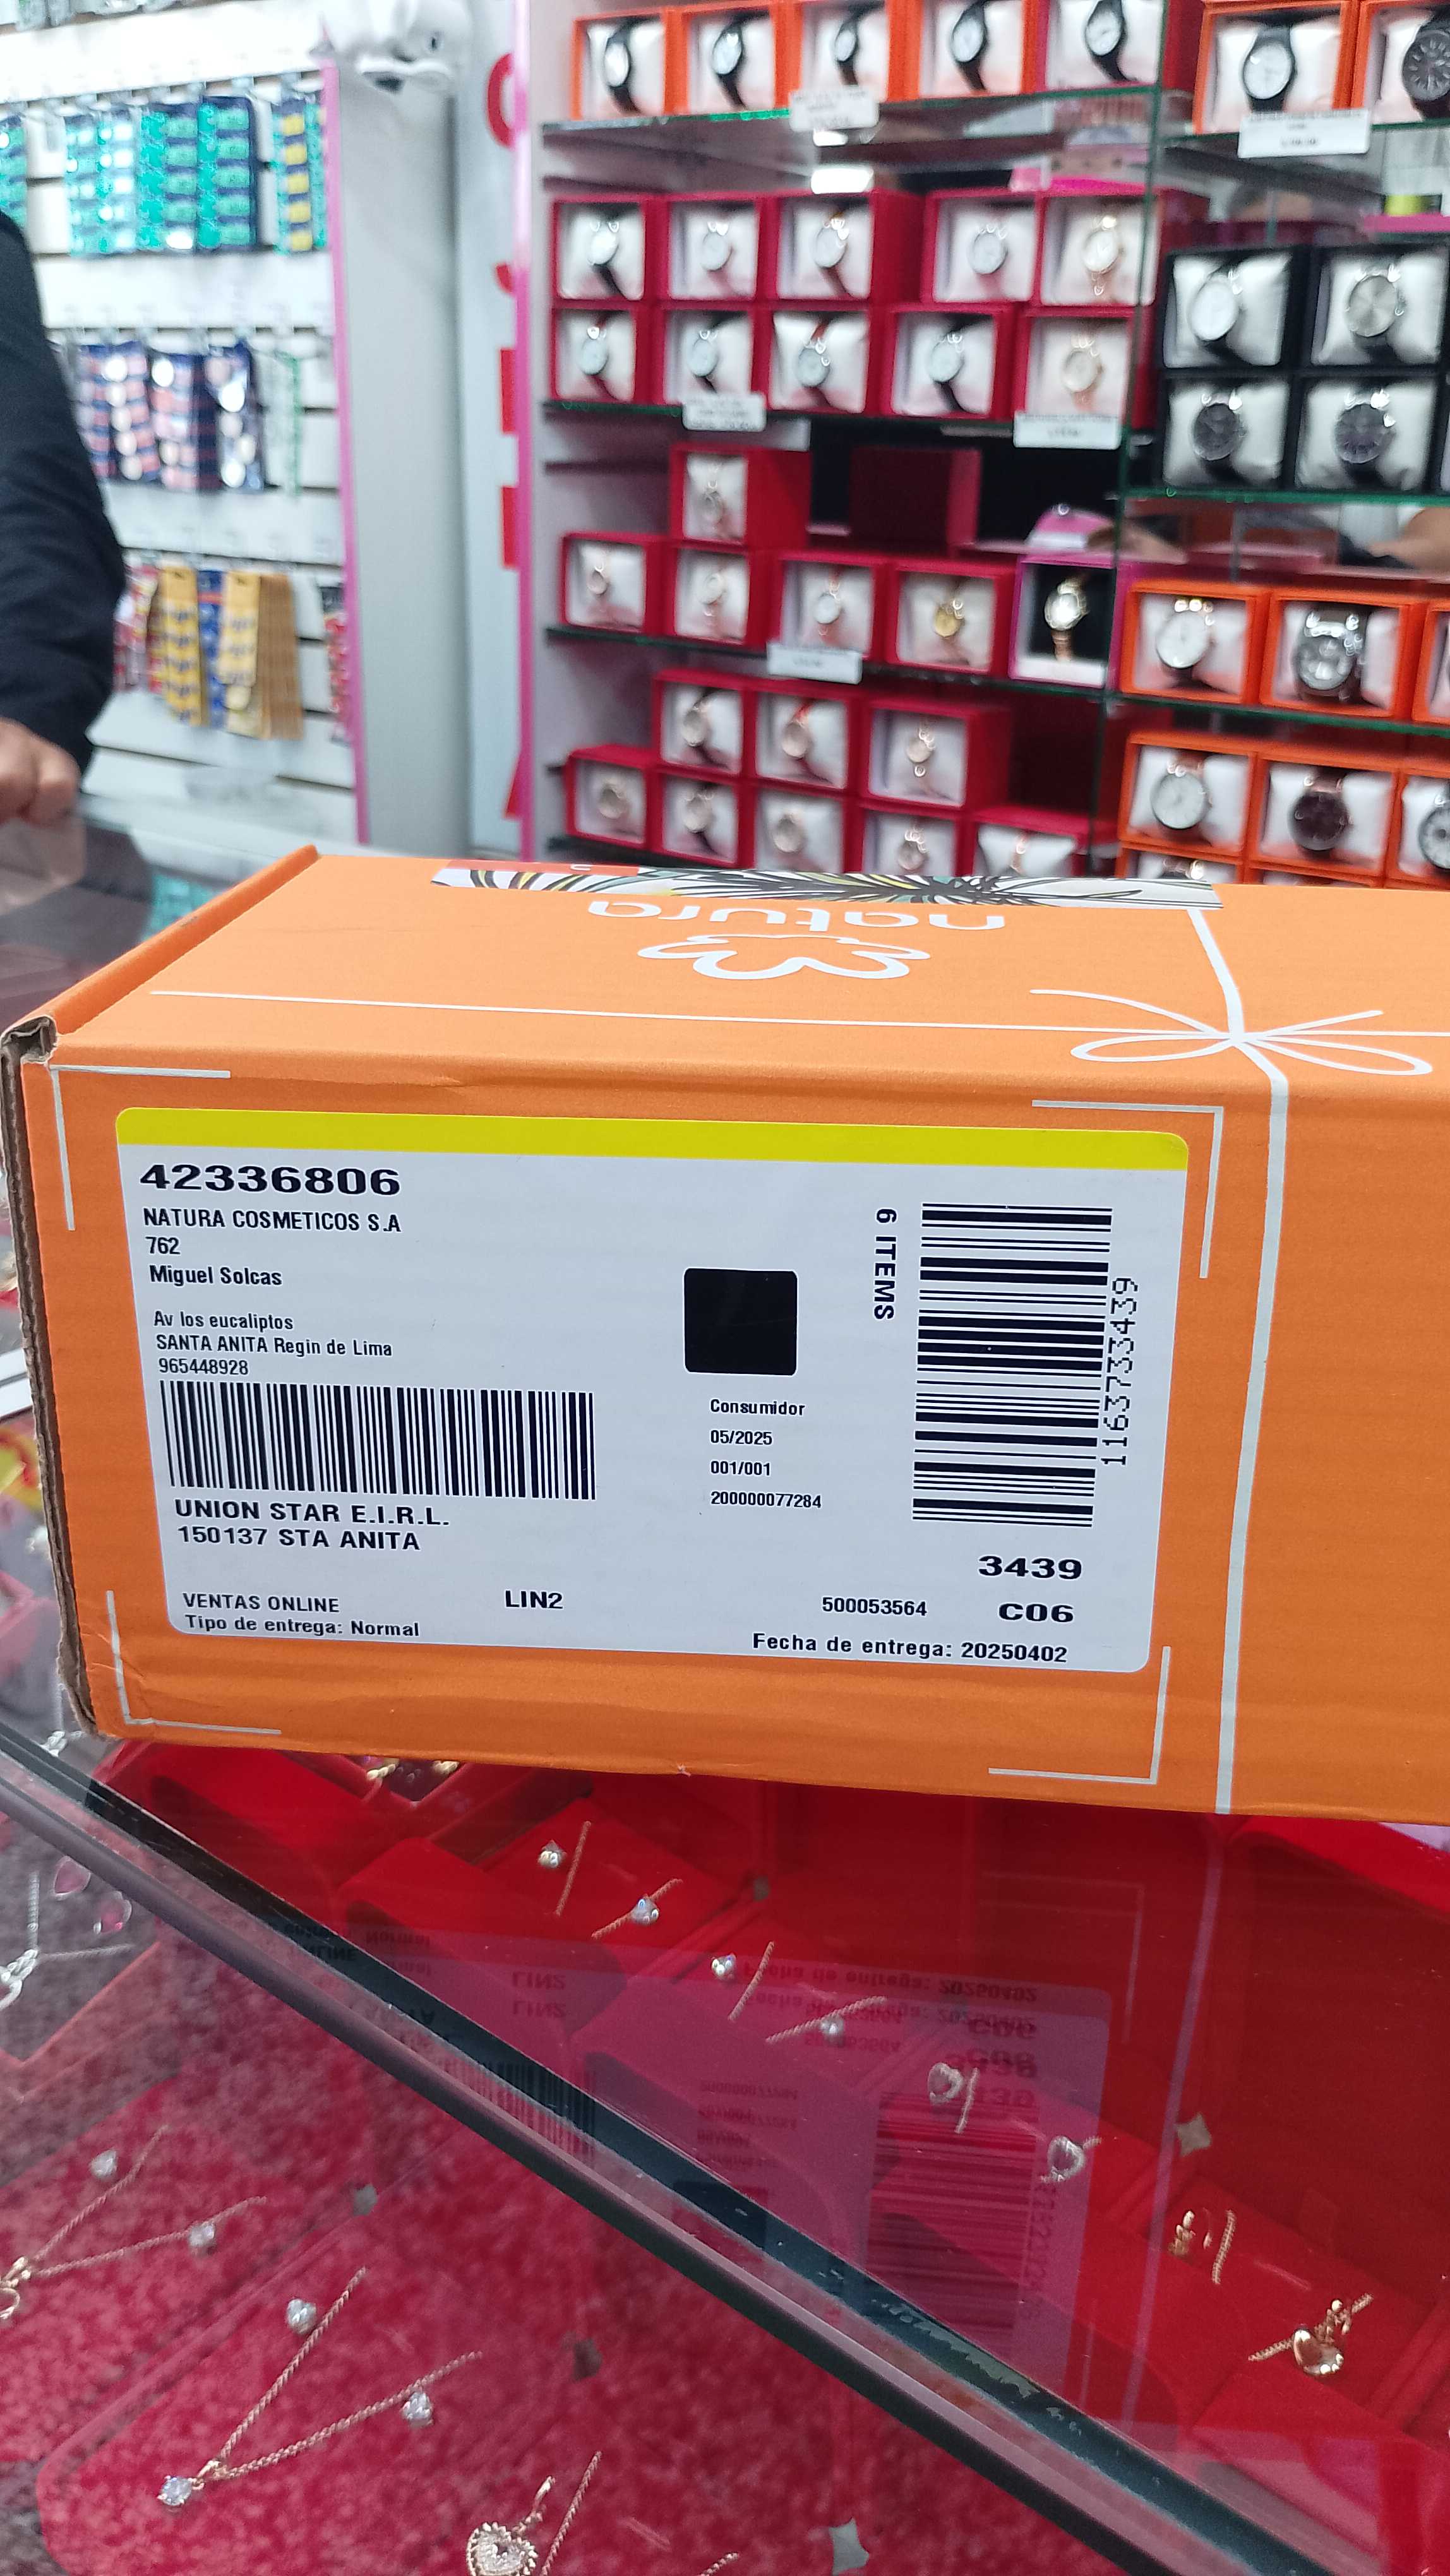 natura
42336806
NATURA COSMETICOS S.A
762
Miguel Solcas
Av los eucaliptos
SANTA ANITA Regin de Lima
965448928
UNION STAR E.I.R.L.
150137 STA ANITA
VENTAS ONLINE
LIN2
Tipo de entrega: Normal
Consumidor
05/2025
001/001
200000077284
6 ITEMS
1163733439
3439
500053564
C06
Fecha de entrega: 20250402